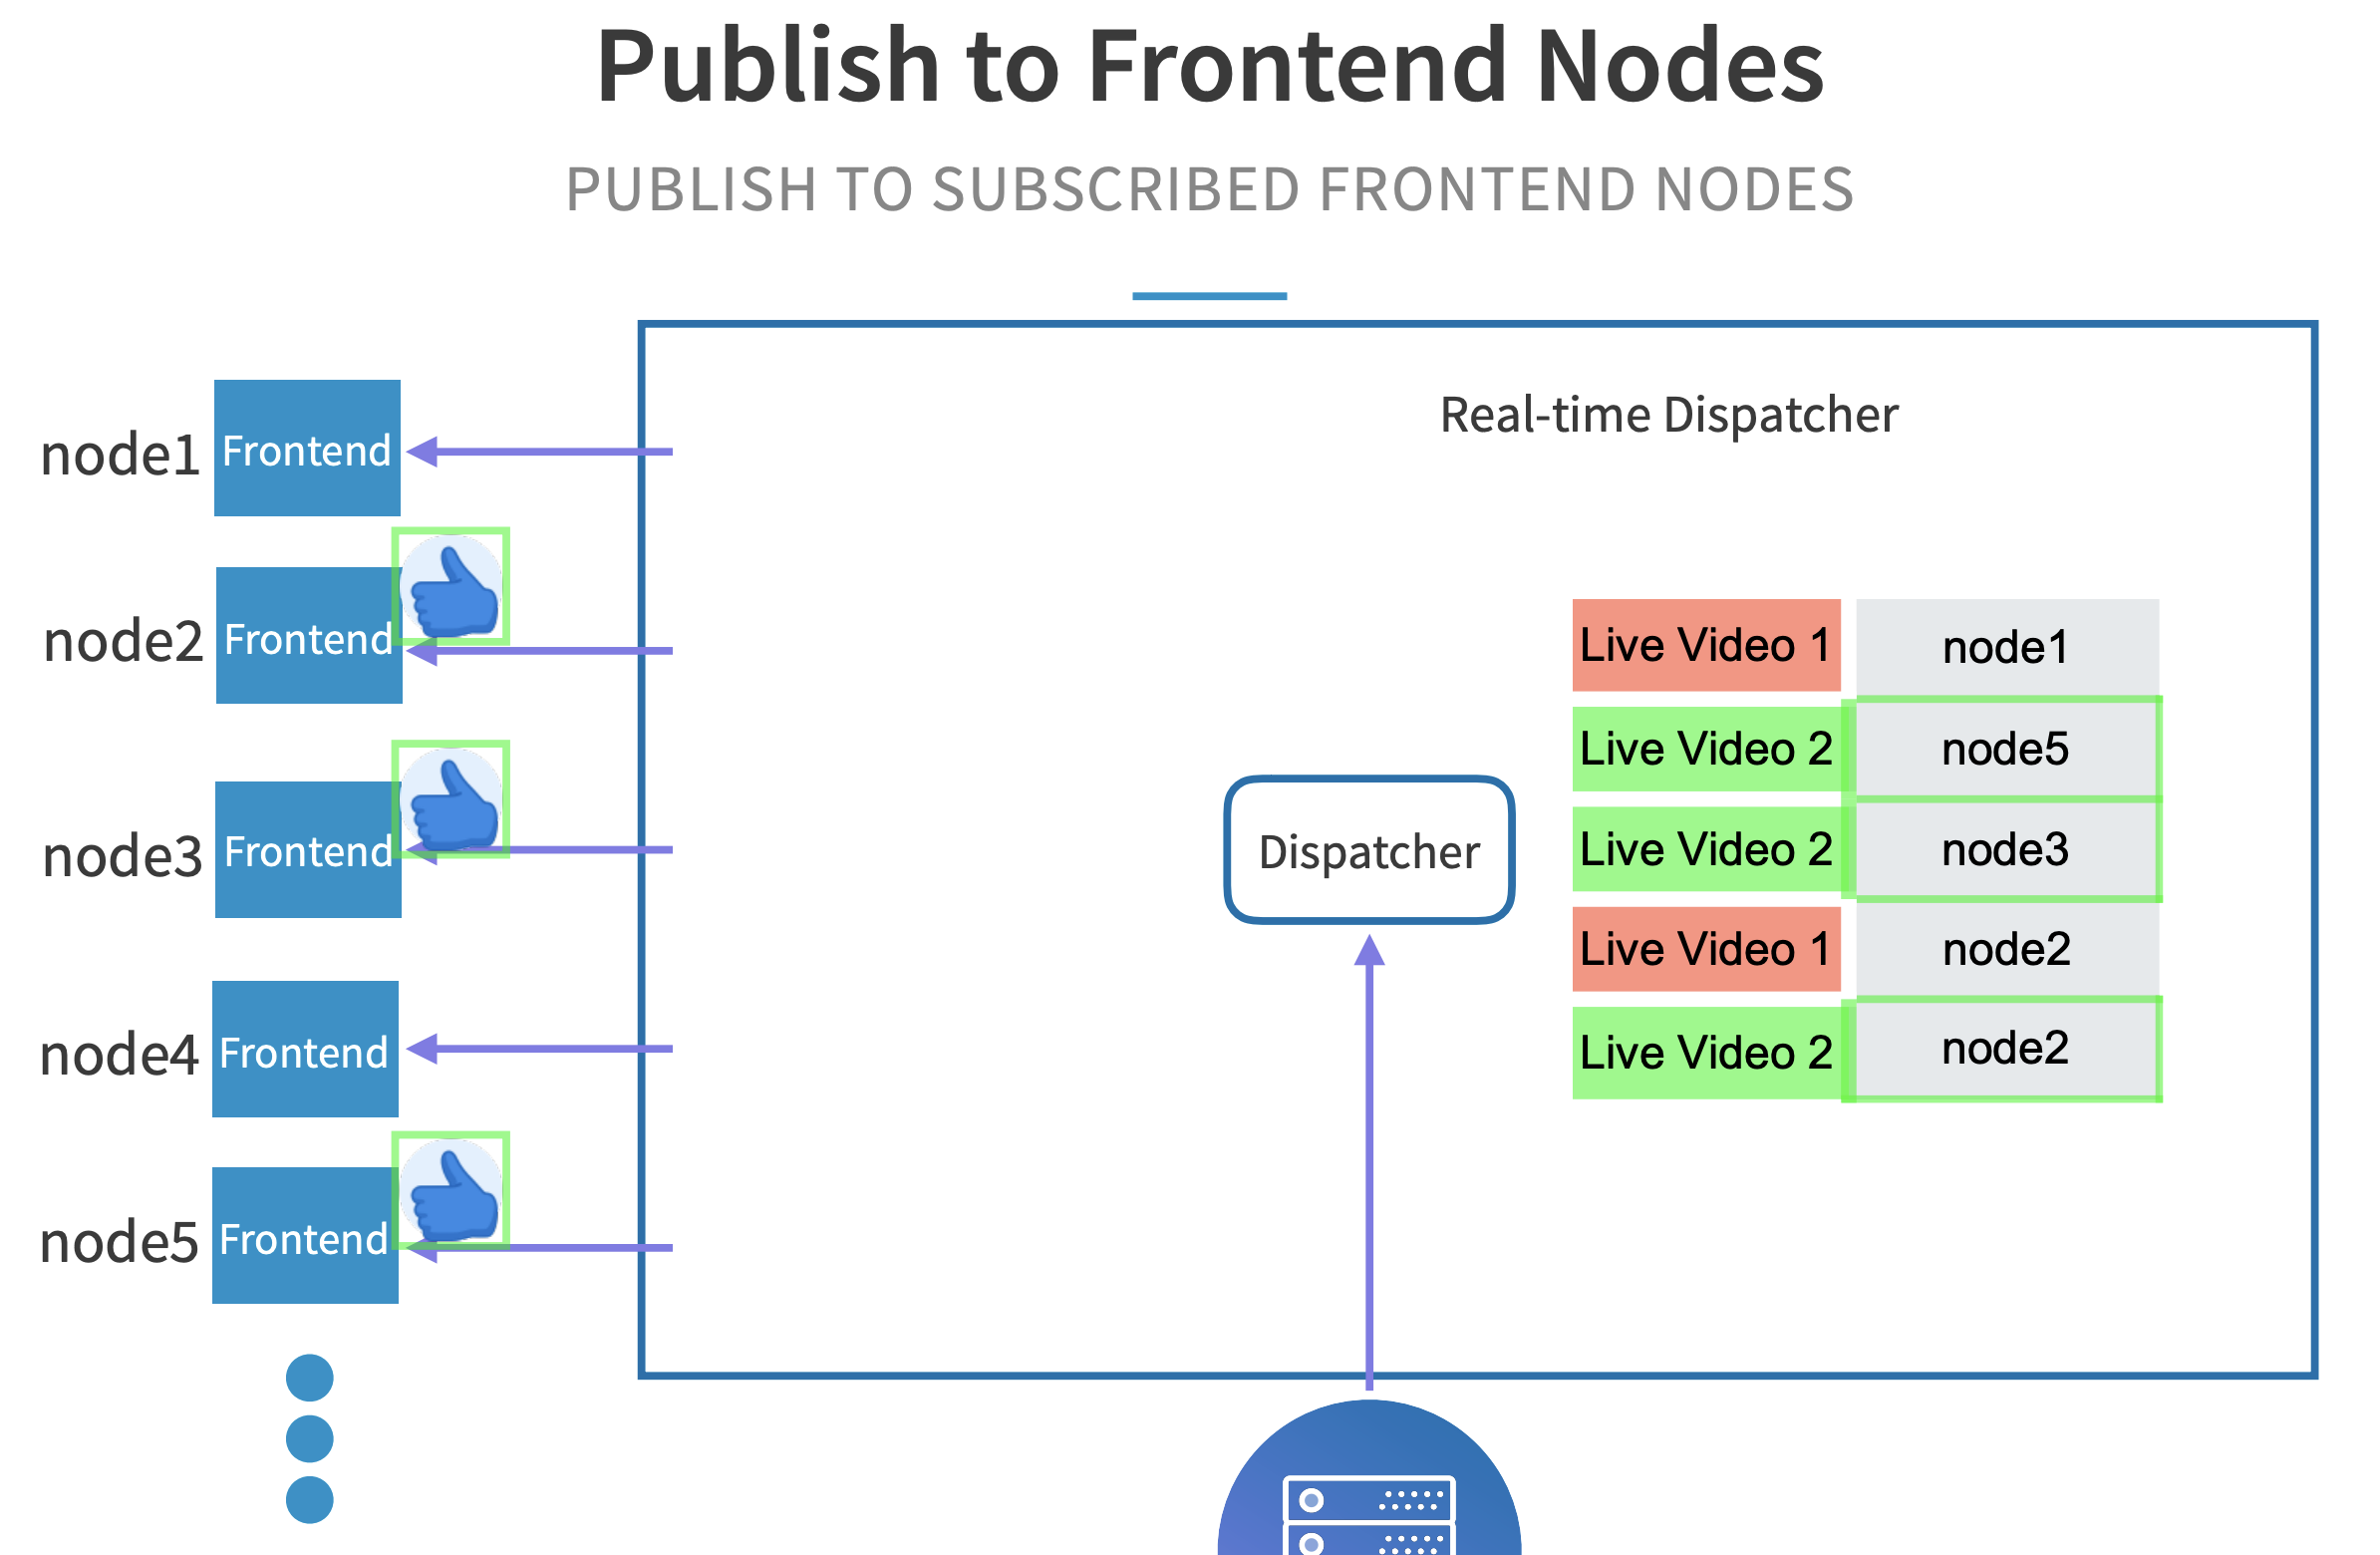 Publish to Frontend Nodes
PUBLISH TO SUBSCRIBED FRONTEND NODES
Real-time Dispatcher
node1
Frontend
node2
Frontend
node3
Frontend
node4
Frontend
node5
Frontend
Dispatcher
Live Video 1 node1
Live Video 2 node5
Live Video 2 node3
Live Video 1 node2
Live Video 2 node2